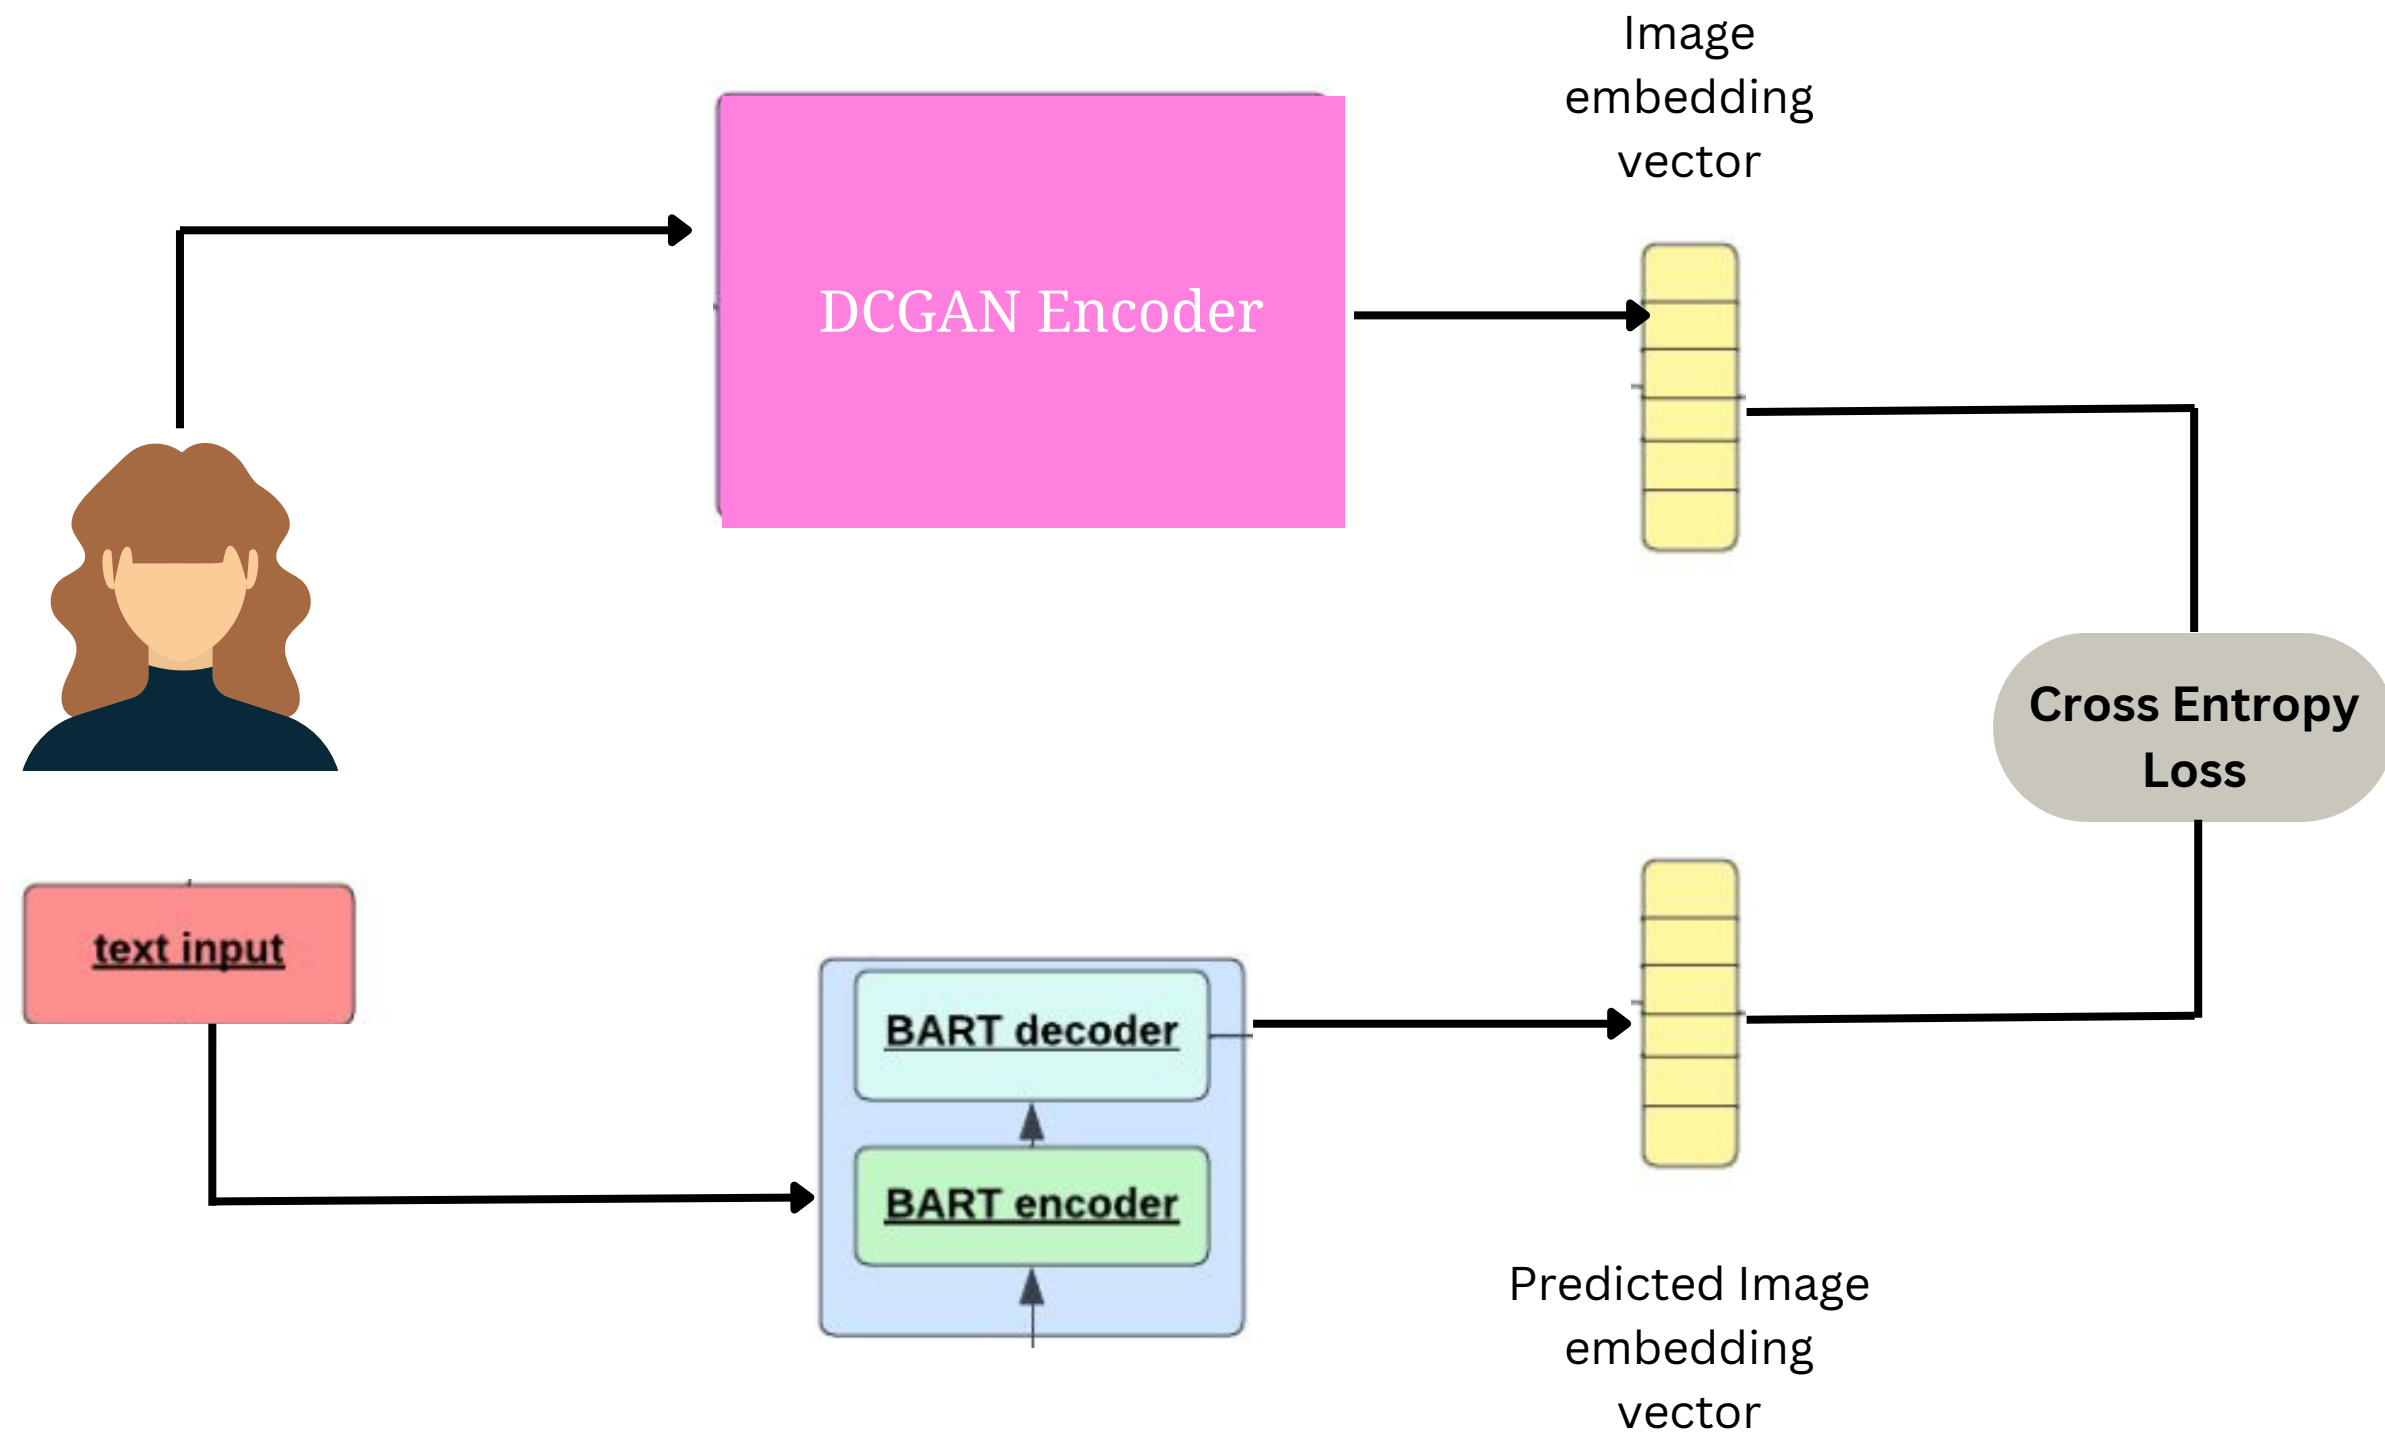 Image
embedding
vector
DCGAN Encoder
Cross Entropy
Loss
text input
BART decoder
BART encoder
Predicted Image
embedding
vector